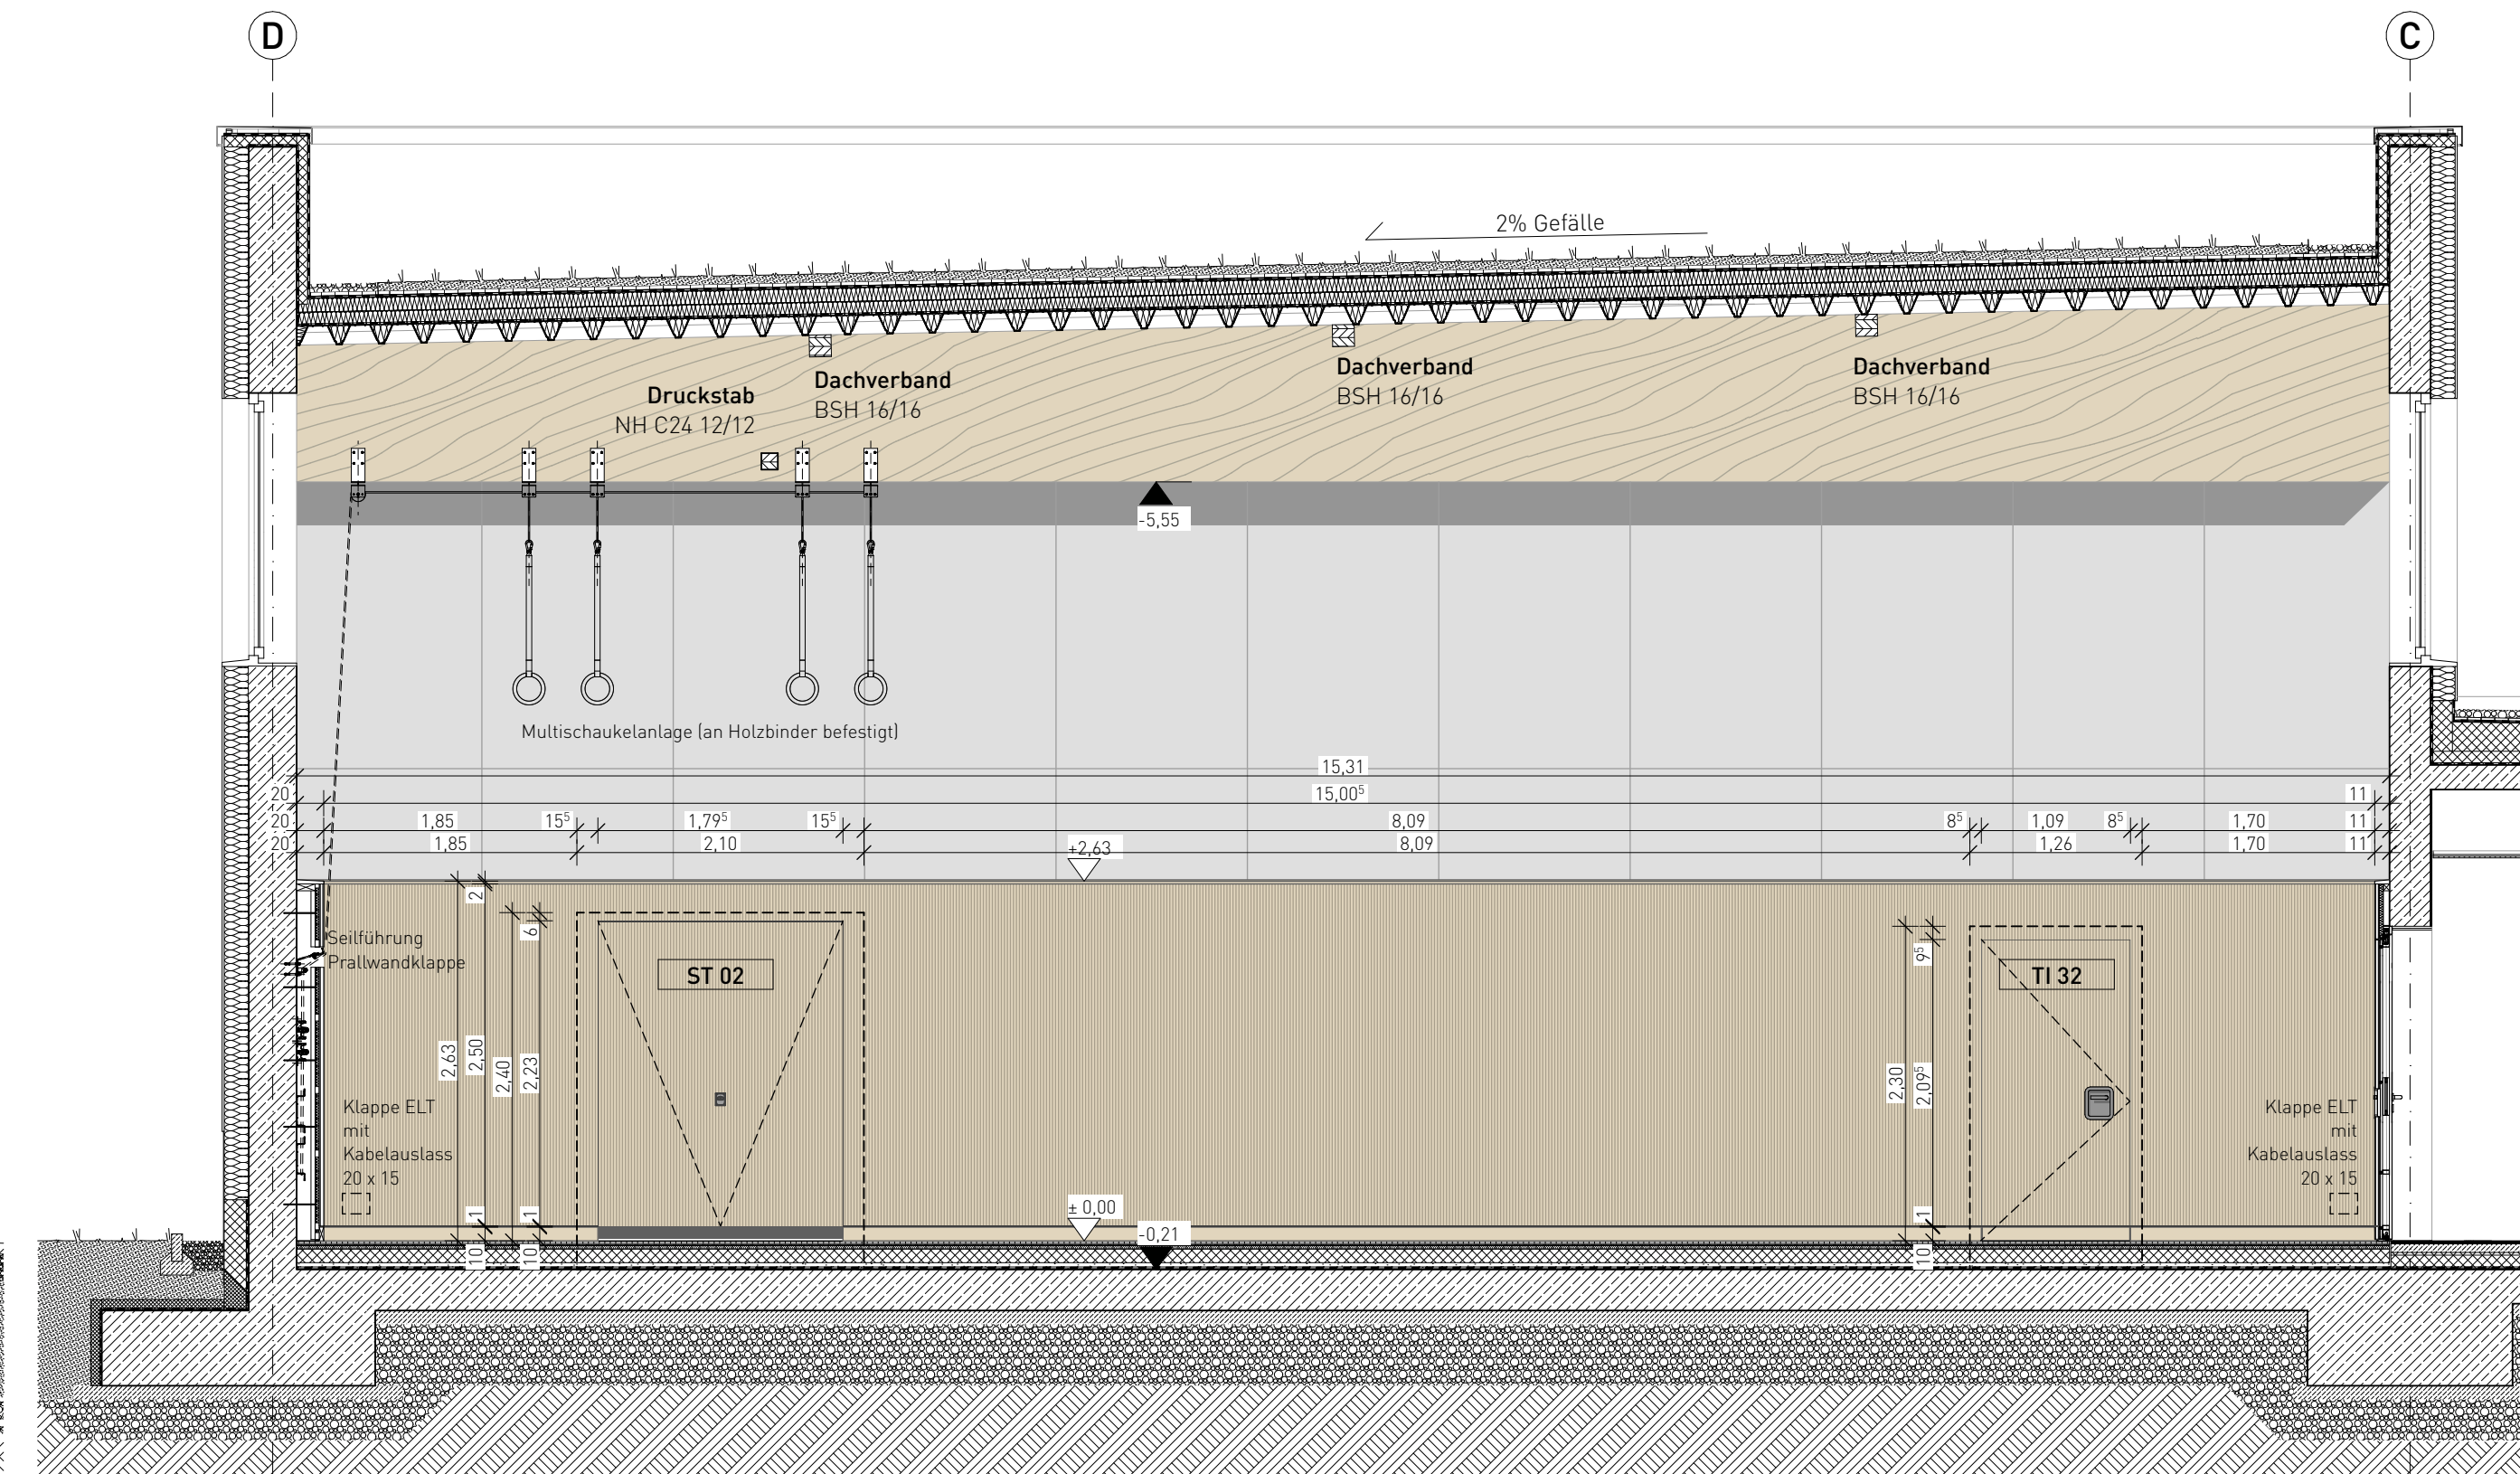 D
C
2% Gefälle
Druckstab
NH C24 12/12
Dachverband
BSH 16/16
Dachverband
BSH 16/16
Dachverband
BSH 16/16
-5,55
Multischaukelanlage (an Holzbinder befestigt)
15,31
20
15,00⁵
11
20
1,85
15⁵
1,79⁵
15⁵
8,09
8⁵
1,09
8⁵
1,70
11
20
1,85
2,10
8,09
1,26
1,70
11
+2,63
2
6
9⁵
Seilführung
Prallwandklappe
ST 02
TI 32
2,63
2,50
2,40
2,23
2,30
2,09⁵
Klappe ELT
mit
Kabelauslass
20 x 15
Klappe ELT
mit
Kabelauslass
20 x 15
1
1
1
± 0,00
-0,21
10
10
10